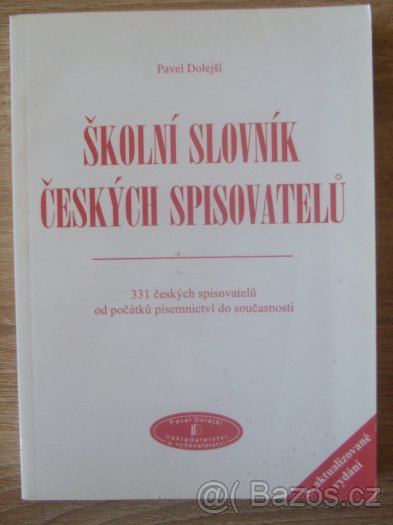 Pavel Dolejší
ŠKOLNÍ SLOVNÍK
ČESKÝCH SPISOVATELŮ
331 českých spisovatelů
od počátků písemnictví do současnosti
Pavel Dolejší
nakladatelství
a vydavatelství
aktualizované
vydání
Bazoš.cz